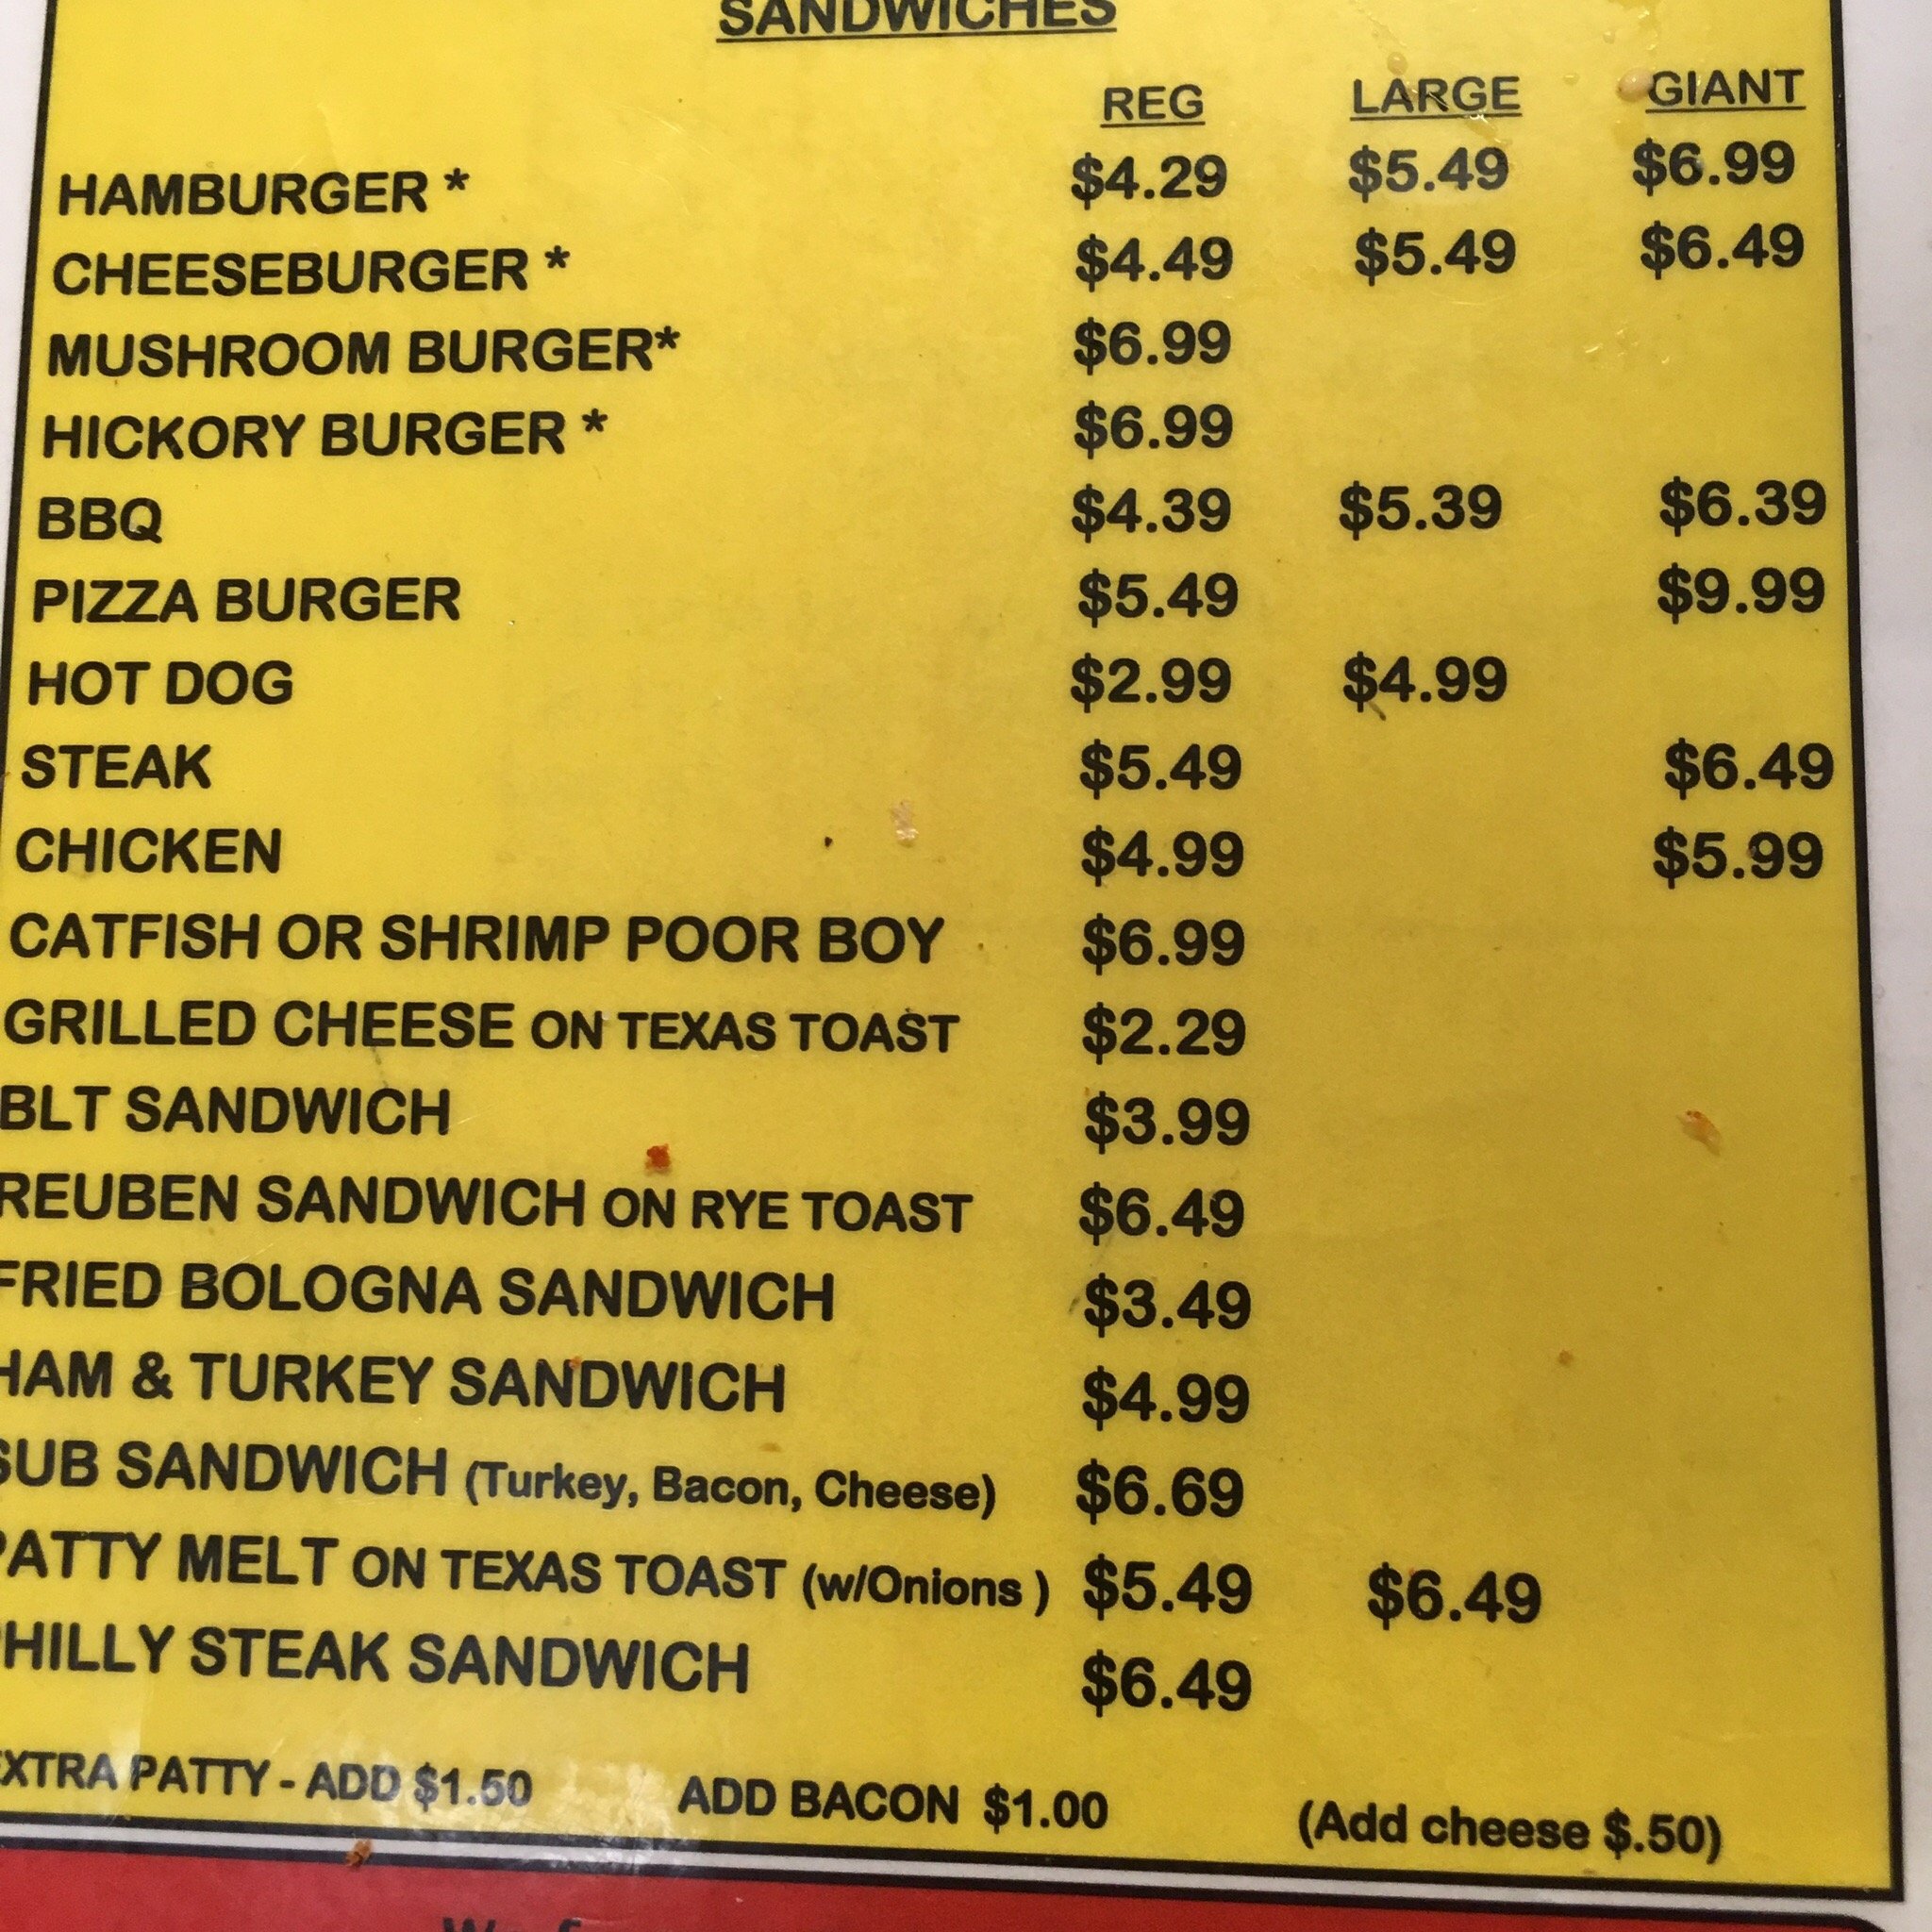 SANDWICHES
REG LARGE GIANT
HAMBURGER * $4.29 $5.49 $6.99
CHEESEBURGER * $4.49 $5.49 $6.49
MUSHROOM BURGER* $6.99
HICKORY BURGER * $6.99
BBQ $4.39 $5.39 $6.39
PIZZA BURGER $5.49 $9.99
HOT DOG $2.99 $4.99
STEAK $5.49 $6.49
CHICKEN $4.99 $5.99
CATFISH OR SHRIMP POOR BOY $6.99
GRILLED CHEESE ON TEXAS TOAST $2.29
BLT SANDWICH $3.99
REUBEN SANDWICH ON RYE TOAST $6.49
FRIED BOLOGNA SANDWICH $3.49
HAM & TURKEY SANDWICH $4.99
SUB SANDWICH (Turkey, Bacon, Cheese) $6.69
PATTY MELT ON TEXAS TOAST (w/Onions ) $5.49 $6.49
PHILLY STEAK SANDWICH $6.49
EXTRA PATTY - ADD $1.50 ADD BACON $1.00 (Add cheese $.50)